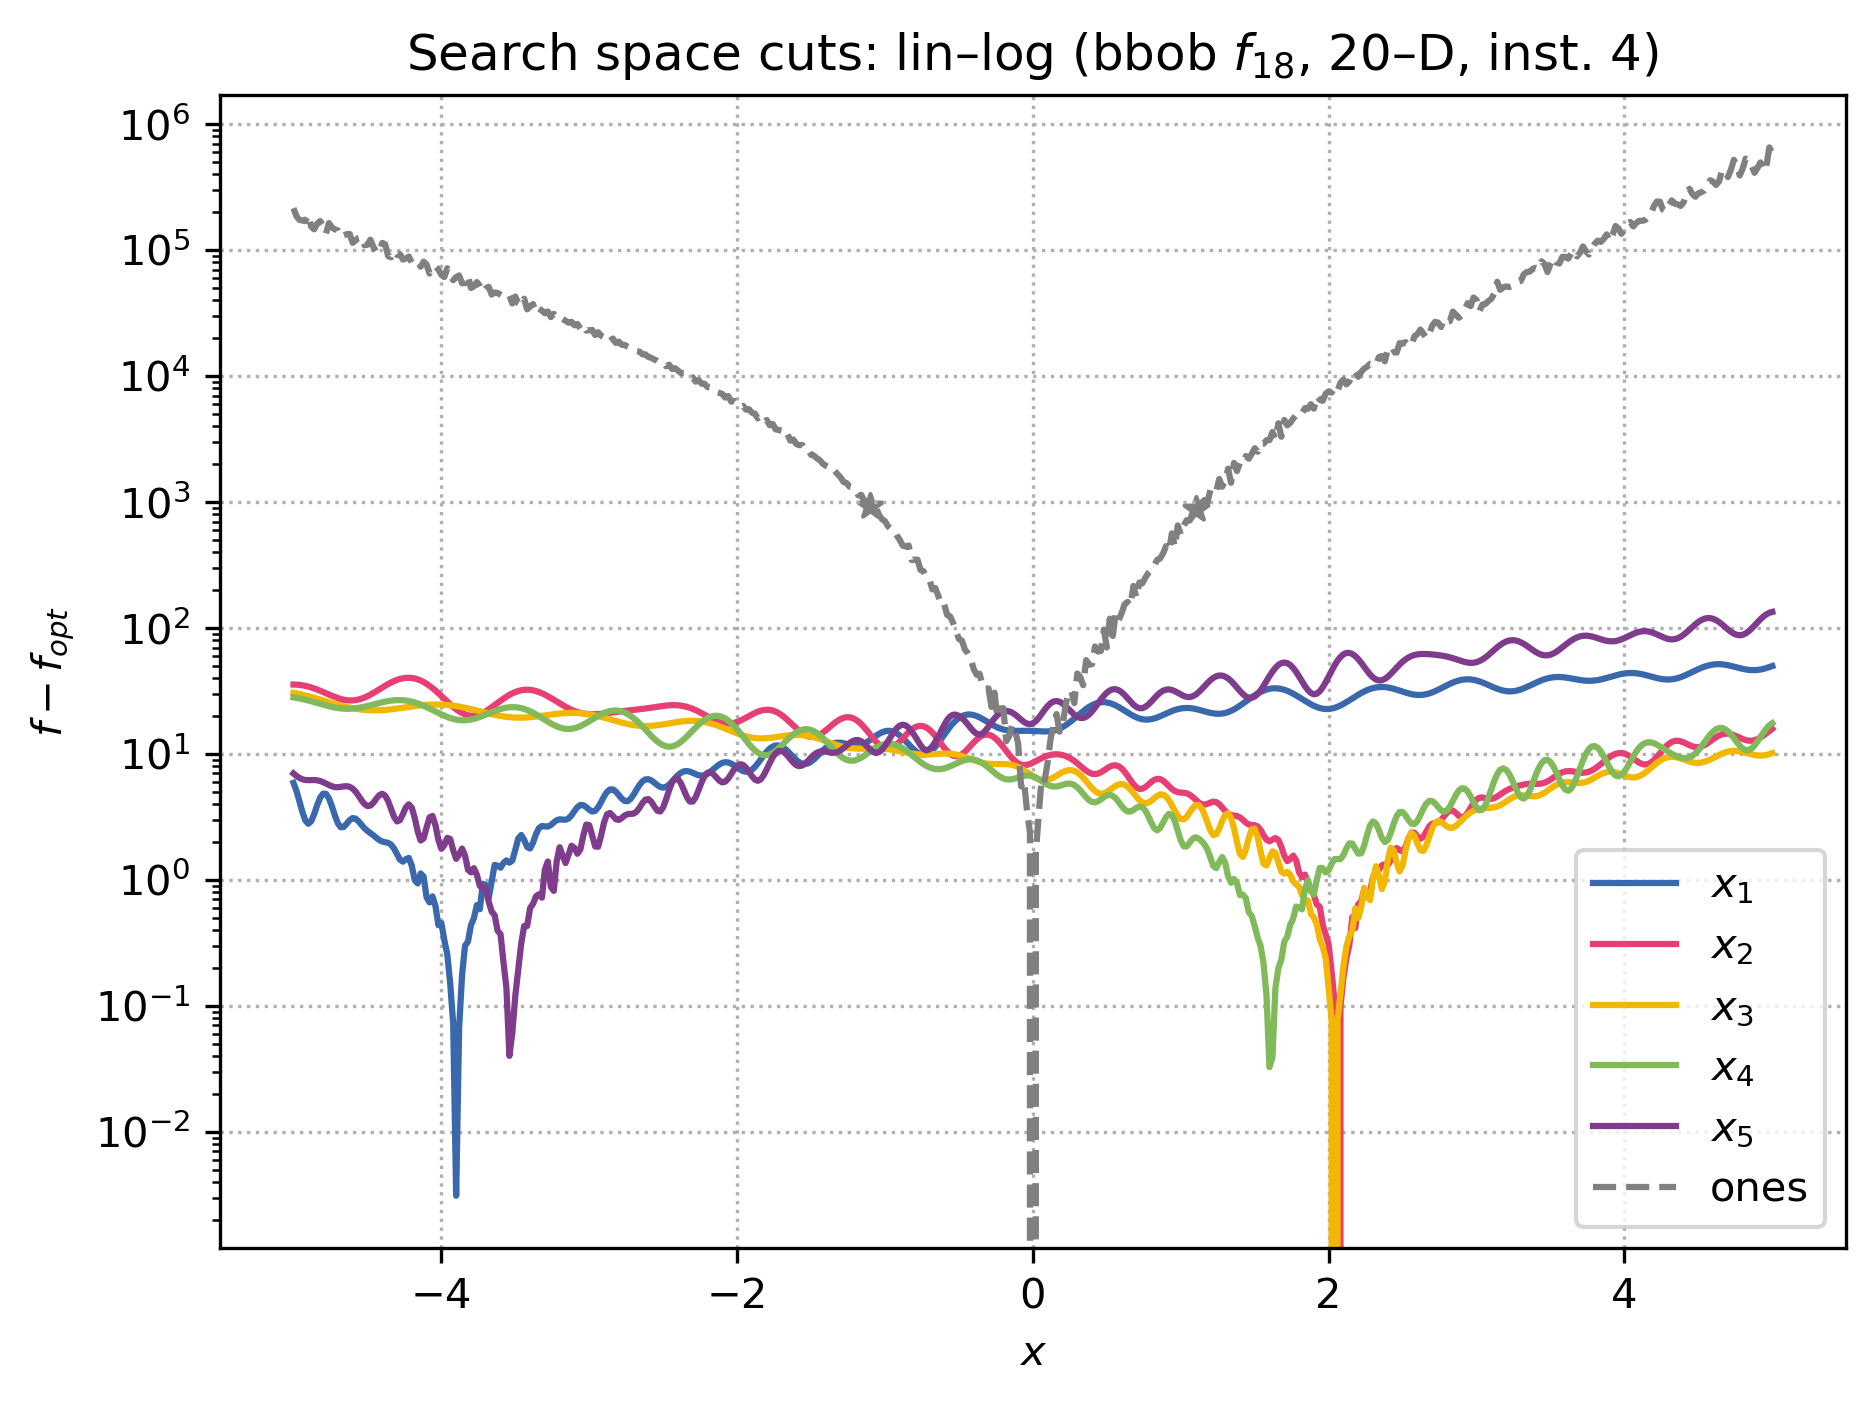 Search space cuts: lin–log (bbob f18, 20–D, inst. 4)
10^6
10^5
10^4
10^3
10^2
10^1
10^0
10^−1
10^−2
f − fopt
−4
−2
0
2
4
x
x1
x2
x3
x4
x5
ones